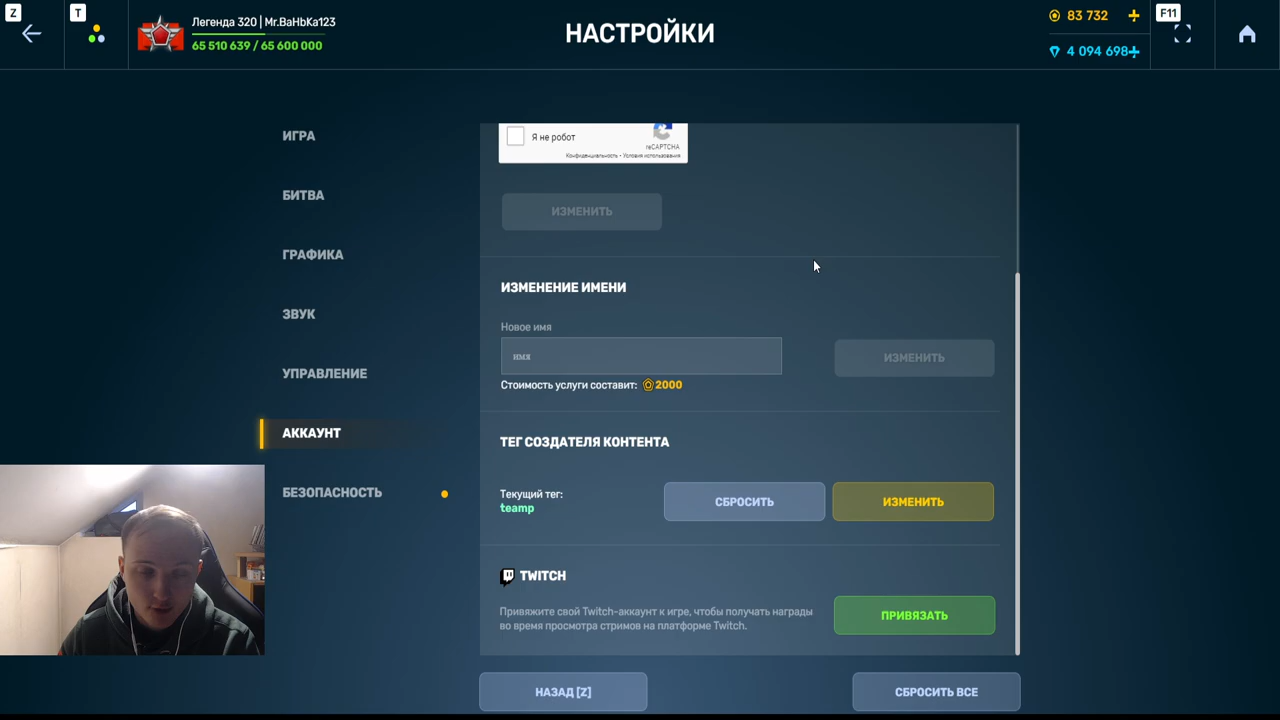 Z
T
Легенда 320 | Mr.BaHbKa123
65 510 639 / 65 600 000
НАСТРОЙКИ
83 732
4 094 698
F11
ИГРА
БИТВА
ГРАФИКА
ЗВУК
УПРАВЛЕНИЕ
АККАУНТ
БЕЗОПАСНОСТЬ
Я не робот
reCAPTCHA
Конфиденциальность - Условия использования
ИЗМЕНИТЬ
ИЗМЕНЕНИЕ ИМЕНИ
Новое имя
имя
ИЗМЕНИТЬ
Стоимость услуги составит: 2000
ТЕГ СОЗДАТЕЛЯ КОНТЕНТА
Текущий тег:
teamp
СБРОСИТЬ
ИЗМЕНИТЬ
TWITCH
Привяжите свой Twitch-аккаунт к игре, чтобы получать награды
во время просмотра стримов на платформе Twitch.
ПРИВЯЗАТЬ
НАЗАД [Z]
СБРОСИТЬ ВСЕ